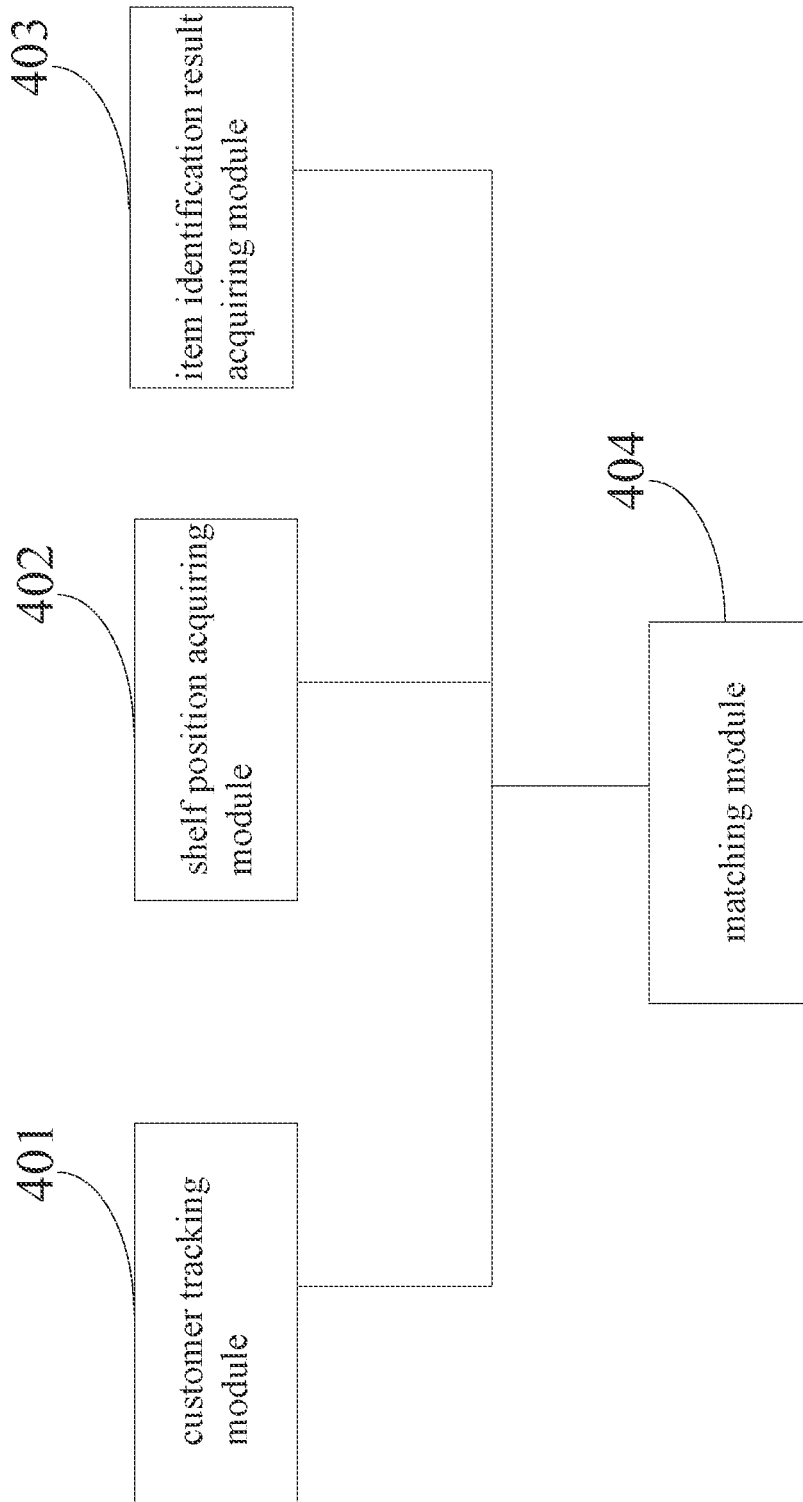 401
customer tracking
module
402
shelf position acquiring
module
403
item identification result
acquiring module
404
matching module